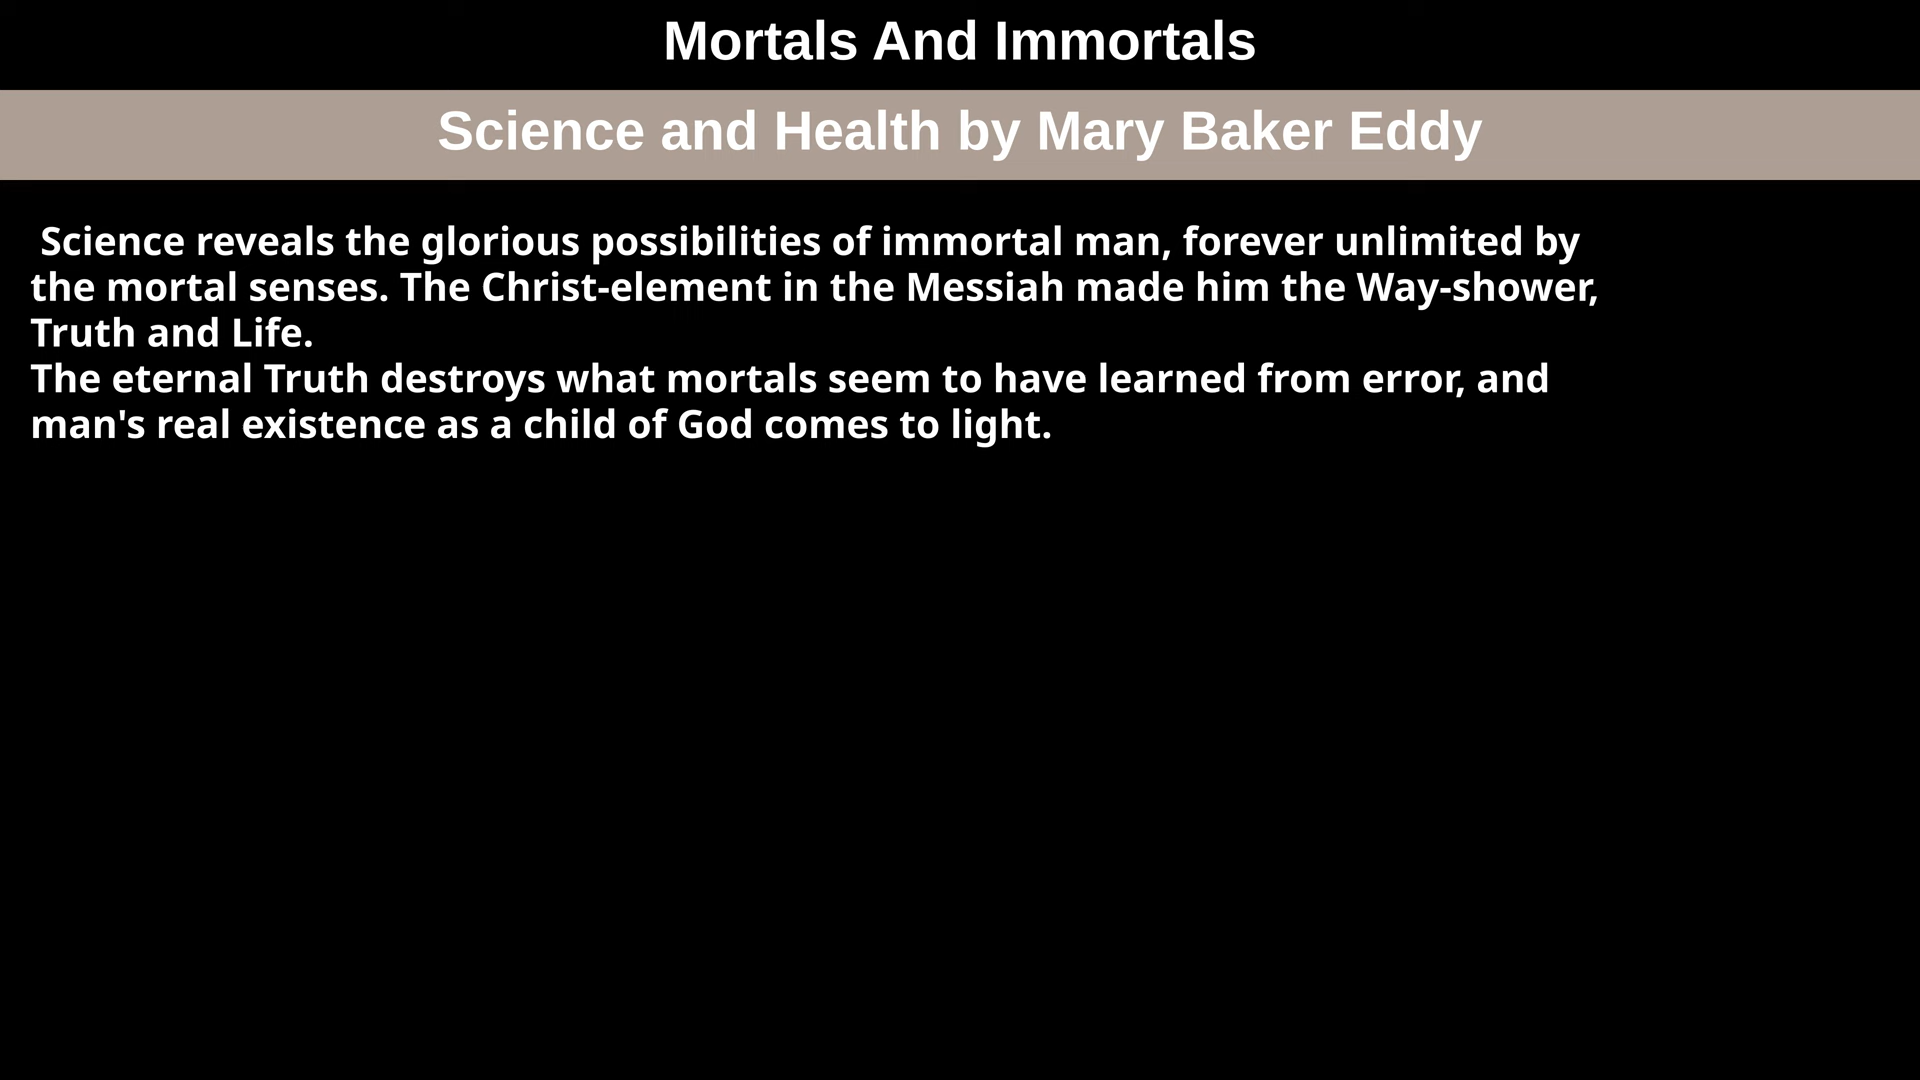 Mortals And Immortals
Science and Health by Mary Baker Eddy
Science reveals the glorious possibilities of immortal man, forever unlimited by
the mortal senses. The Christ-element in the Messiah made him the Way-shower,
Truth and Life.
The eternal Truth destroys what mortals seem to have learned from error, and
man's real existence as a child of God comes to light.